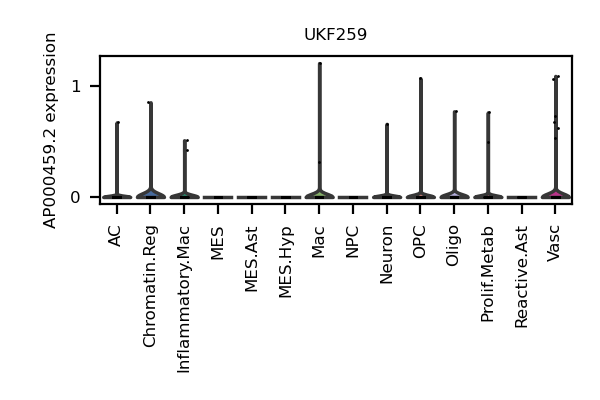 UKF259
AP000459.2 expression
1
0
AC
Chromatin.Reg
Inflammatory.Mac
MES
MES.Ast
MES.Hyp
Mac
NPC
Neuron
OPC
Oligo
Prolif.Metab
Reactive.Ast
Vasc